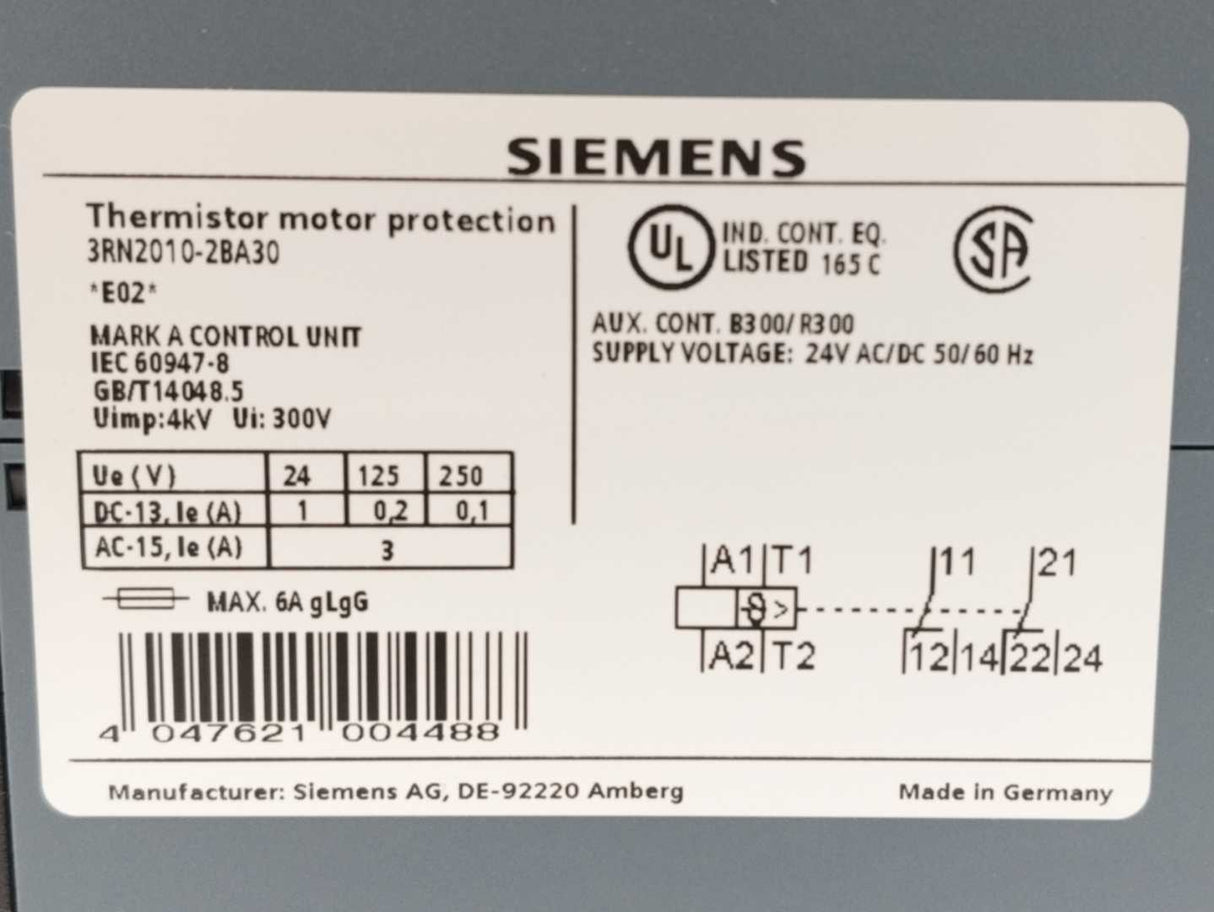 SIEMENS
Thermistor motor protection
3RN2010-2BA30
*E02*
MARK A CONTROL UNIT
IEC 60947-8
GB/T14048.5
Uimp:4kV Ui: 300V
Ue (V) 24 125 250
DC-13, Ie (A) 1 0,2 0,1
AC-15, Ie (A) 3
MAX. 6A gLgG
4 047621 004488
UL IND. CONT. EQ.
LISTED 165 C
SA
AUX. CONT. B300/R300
SUPPLY VOLTAGE: 24V AC/DC 50/60 Hz
A1 T1 11 21
>
A2 T2 12 14 22 24
Manufacturer: Siemens AG, DE-92220 Amberg
Made in Germany